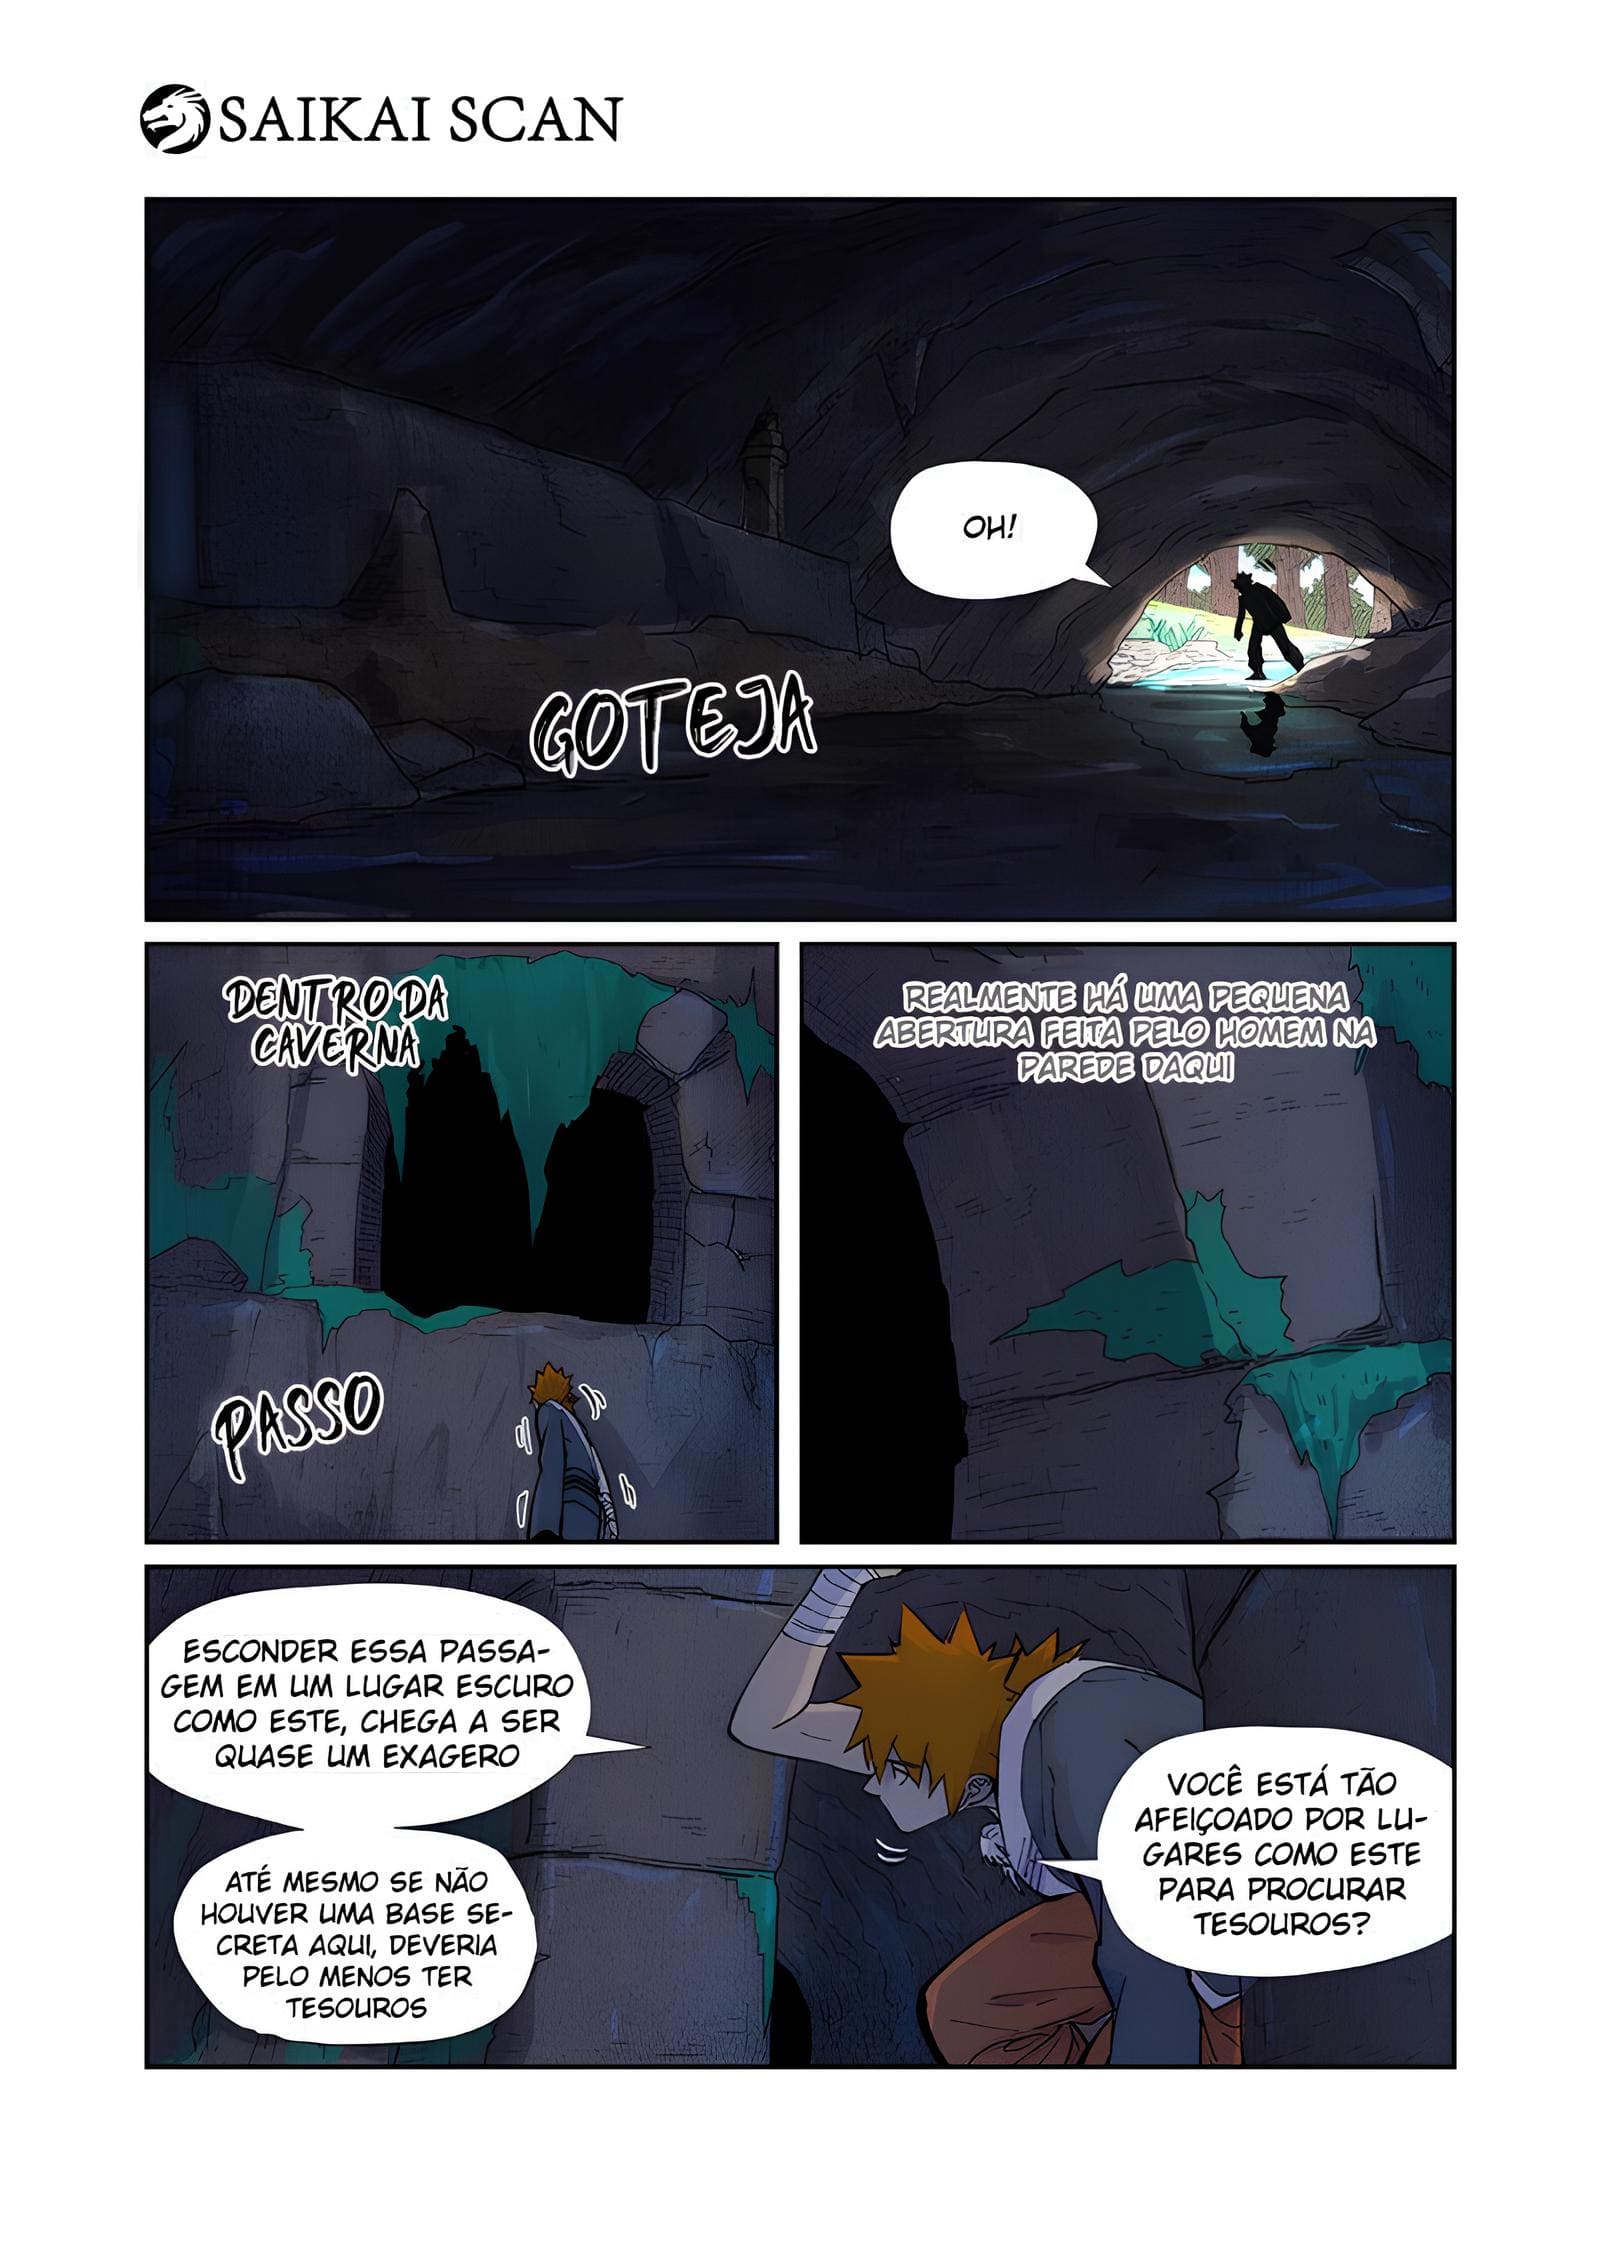 SAIKAI SCAN
OH!
GOTEJA
DENTRO DA
CAVERNA
REALMENTE HÁ UMA PEQUENA
ABERTURA FEITA PELO HOMEM NA
PAREDE DAQUI
PASSO
ESCONDER ESSA PASSA-
GEM EM UM LUGAR ESCURO
COMO ESTE, CHEGA A SER
QUASE UM EXAGERO
ATÉ MESMO SE NÃO
HOUVER UMA BASE SE-
CRETA AQUI, DEVERIA
PELO MENOS TER
TESOUROS
VOCÊ ESTÁ TÃO
AFEIÇOADO POR LU-
GARES COMO ESTE
PARA PROCURAR
TESOUROS?